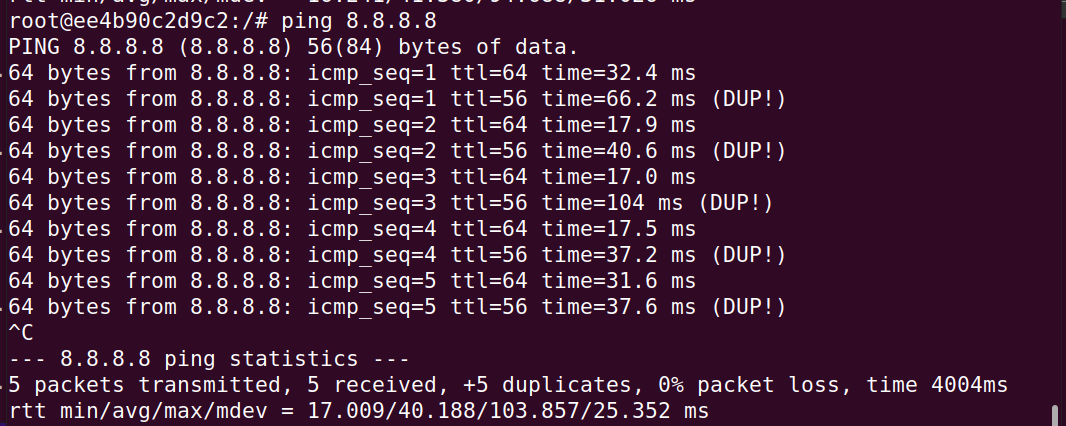 root@ee4b90c2d9c2:/# ping 8.8.8.8
PING 8.8.8.8 (8.8.8.8) 56(84) bytes of data.
64 bytes from 8.8.8.8: icmp_seq=1 ttl=64 time=32.4 ms
64 bytes from 8.8.8.8: icmp_seq=1 ttl=56 time=66.2 ms (DUP!)
64 bytes from 8.8.8.8: icmp_seq=2 ttl=64 time=17.9 ms
64 bytes from 8.8.8.8: icmp_seq=2 ttl=56 time=40.6 ms (DUP!)
64 bytes from 8.8.8.8: icmp_seq=3 ttl=64 time=17.0 ms
64 bytes from 8.8.8.8: icmp_seq=3 ttl=56 time=104 ms (DUP!)
64 bytes from 8.8.8.8: icmp_seq=4 ttl=64 time=17.5 ms
64 bytes from 8.8.8.8: icmp_seq=4 ttl=56 time=37.2 ms (DUP!)
64 bytes from 8.8.8.8: icmp_seq=5 ttl=64 time=31.6 ms
64 bytes from 8.8.8.8: icmp_seq=5 ttl=56 time=37.6 ms (DUP!)
^C
--- 8.8.8.8 ping statistics ---
5 packets transmitted, 5 received, +5 duplicates, 0% packet loss, time 4004ms
rtt min/avg/max/mdev = 17.009/40.188/103.857/25.352 ms